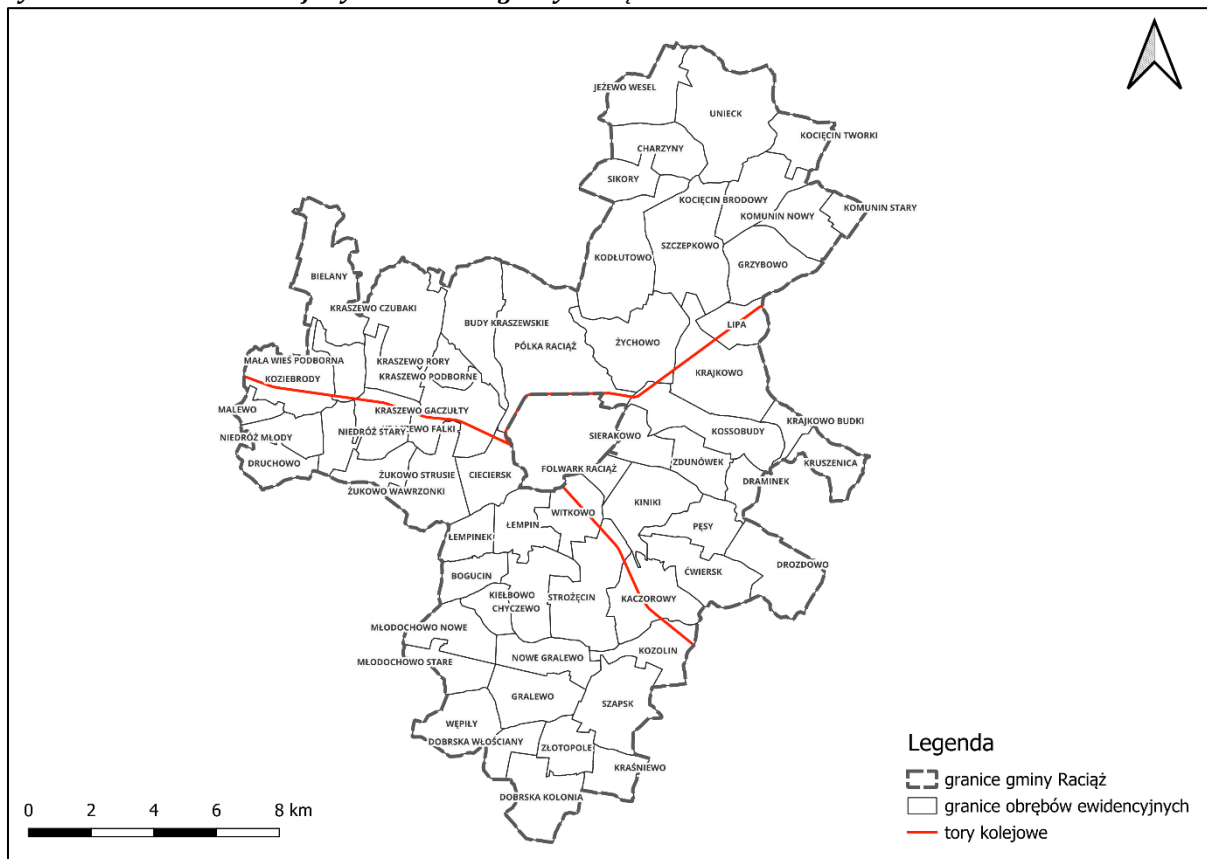 JEŻEWO WESEL
UNIECK
KOCIĘCIN TWORKI
CHARZYNY
SIKORY
KOCIĘCIN BRODOWY
KOMUNIN STARY
KOMUNIN NOWY
SZCZEPKOWO
KODŁUTOWO
GRZYBOWO
BIELANY
KRASZEWO CZUBAKI
BUDY KRASZEWSKIE
LIPA
PÓŁKA RACIĄŻ
ŻYCHOWO
MAŁA WIEŚ PODBORNA
KRASZEWO RORY
KOZIEBRODY
KRASZEWO PODBORNE
KRAJKOWO
MALEWO
KRASZEWO GACZUŁTY
KRAJKOWO BUDKI
NIEDRÓŻ MŁODY
NIEDRÓŻ STARY
KRASZEWO FALKI
SIERAKOWO
KOSSOBUDY
DRUCHOWO
ZDUNÓWEK
KRUSZENICA
ŻUKOWO STRUSIE
CIECIERSK
FOLWARK RACIĄŻ
DRAMINEK
ŻUKOWO WAWRZONKI
KINIKI
WITKOWO
ŁEMPIN
PĘSY
ŁEMPINEK
DROZDOWO
BOGUCIN
ĆWIERSK
KIEŁBOWO
STROŻĘCIN
KACZOROWY
CHYCZEWO
MŁODOCHOWO NOWE
KOZOLIN
MŁODOCHOWO STARE
NOWE GRALEWO
GRALEWO
SZAPSK
WĘPIŁY
DOBRSKA WŁOŚCIANY
ZŁOTOPOLE
KRAŚNIEWO
DOBRSKA KOLONIA
Legenda
granice gminy Raciąż
granice obrębów ewidencyjnych
tory kolejowe
0 2 4 6 8 km